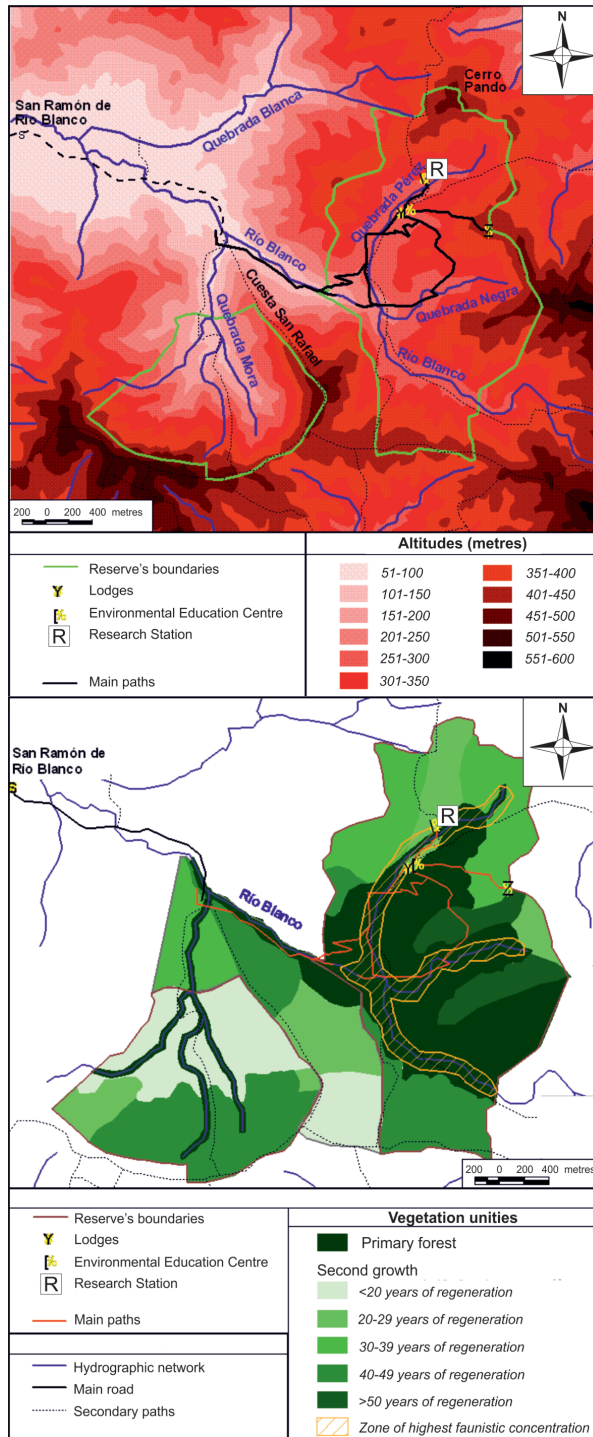 N
Cerro
Pando
San Ramón de
Río Blanco
S
Quebrada Blanca
R
Quebrada Perez
Río Blanco
Cuesta San Rafael
Quebrada Mora
Quebrada Negra
Río Blanco
200 0 200 400 metres
Reserve's boundaries
Lodges
Environmental Education Centre
R Research Station
Main paths
Altitudes (metres)
51-100
101-150
151-200
201-250
251-300
301-350
351-400
401-450
451-500
501-550
551-600
N
San Ramón de
Río Blanco
S
R
Río Blanco
200 0 200 400 metres
Reserve's boundaries
Lodges
Environmental Education Centre
R Research Station
Main paths
Hydrographic network
Main road
Secondary paths
Vegetation unities
Primary forest
Second growth
<20 years of regeneration
20-29 years of regeneration
30-39 years of regeneration
40-49 years of regeneration
>50 years of regeneration
Zone of highest faunistic concentration